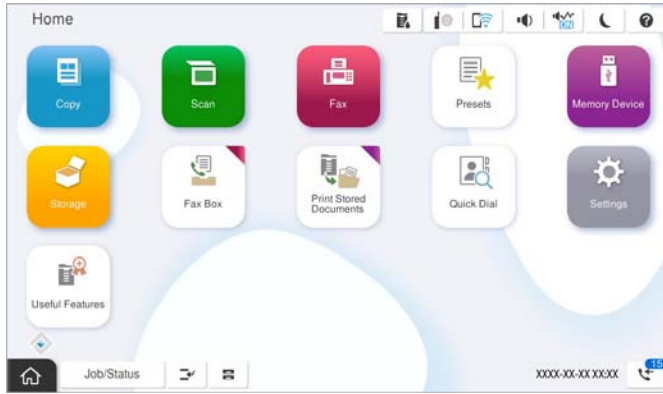 Home
Copy
Scan
Fax
Presets
Memory Device
Storage
Fax Box
Print Stored
Documents
Quick Dial
Settings
Useful Features
Job/Status
XXXX-XX-XX XX:XX
15